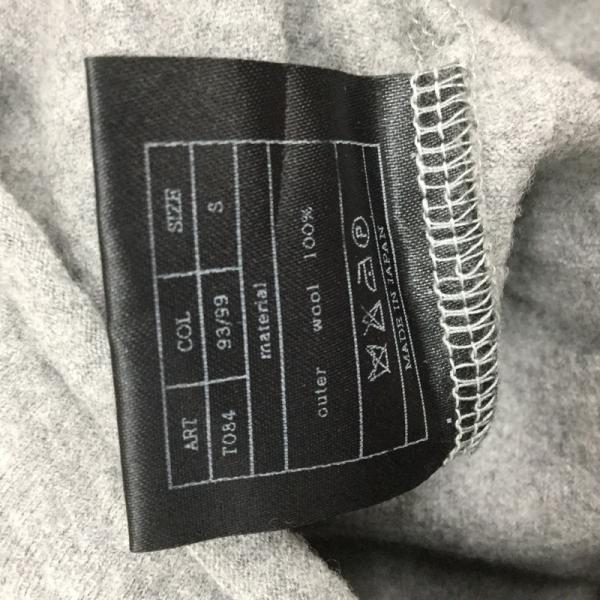 ART COL SIZE
T084 93/99 S
material
outer wool 100%
P
MADE IN JAPAN